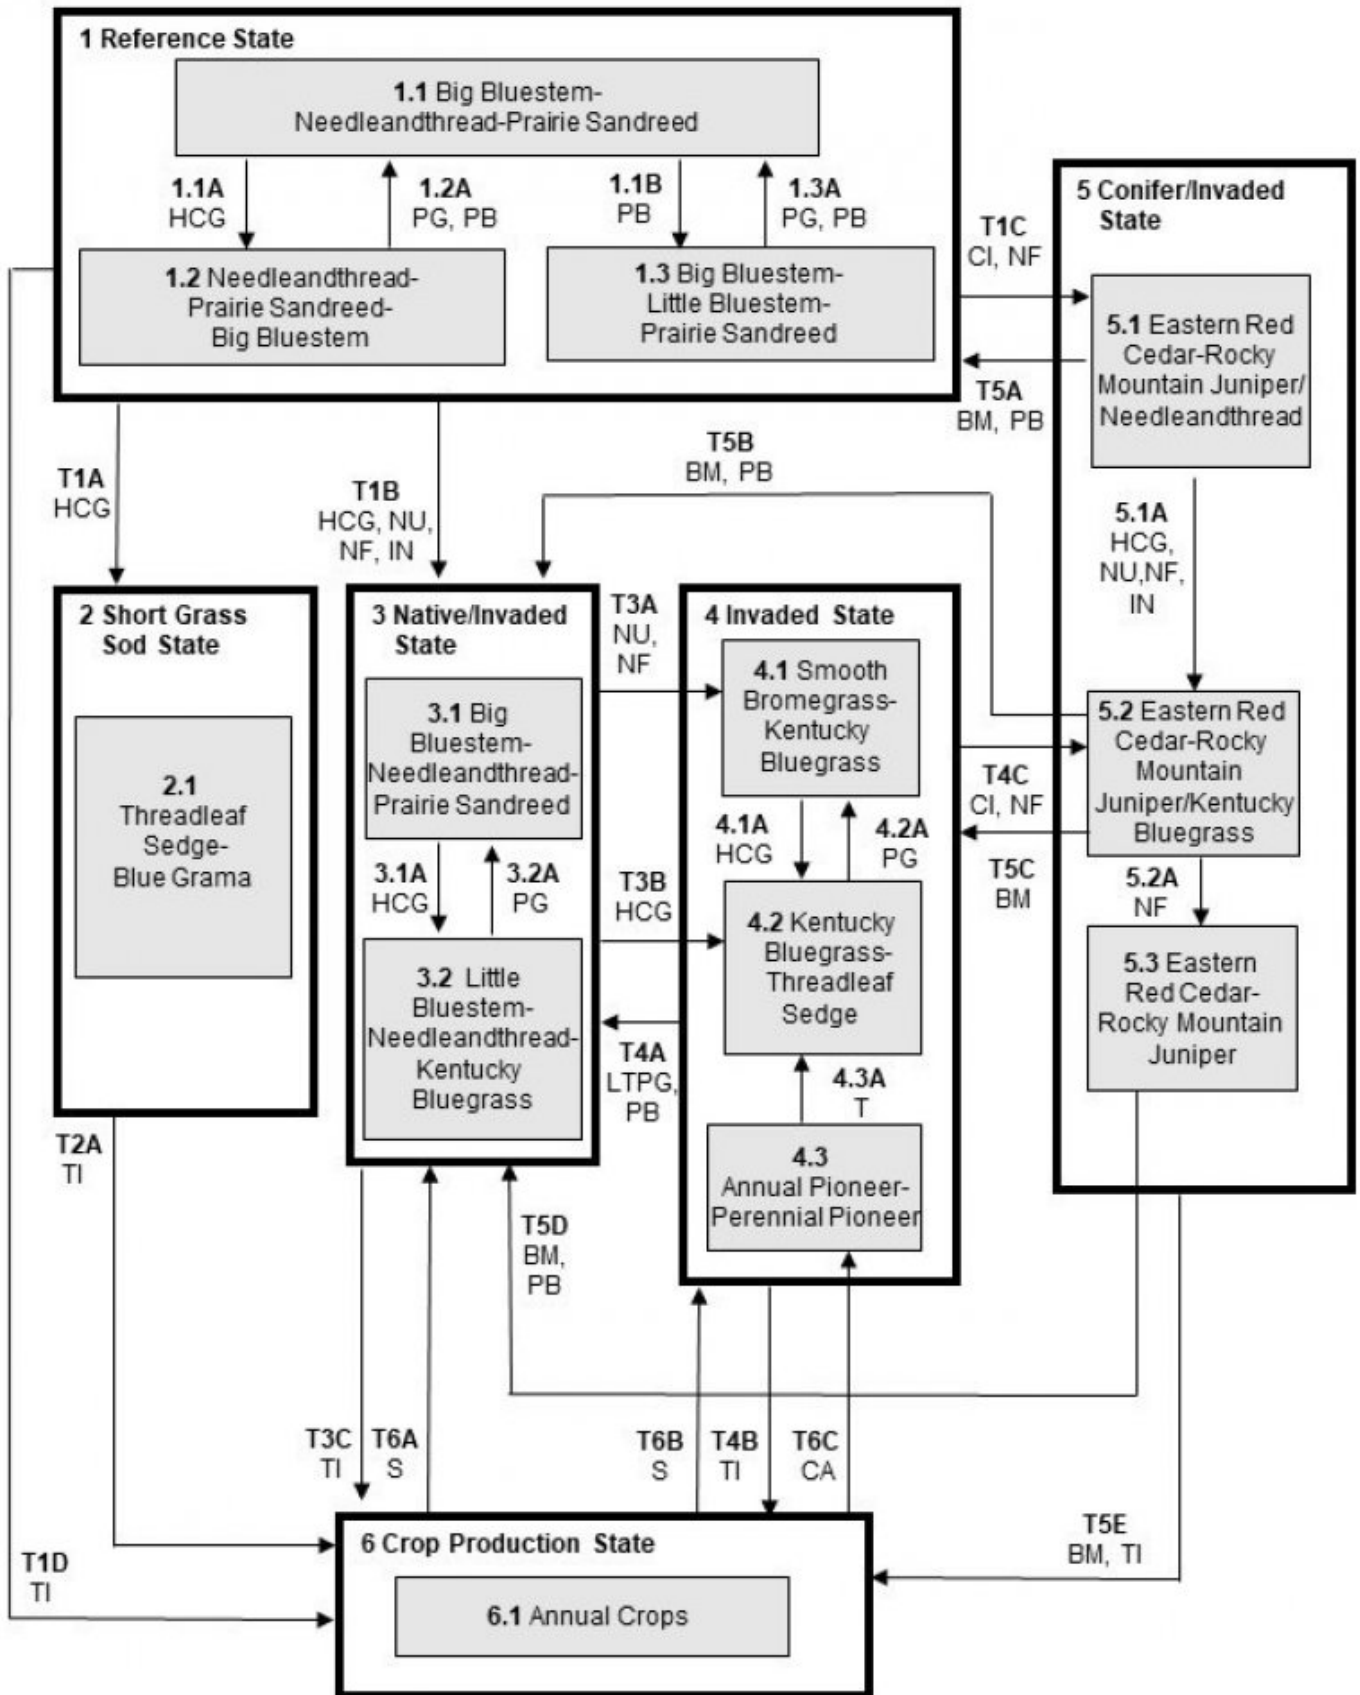 1 Reference State
1.1 Big Bluestem-
Needleandthread-Prairie Sandreed
1.1A
HCG
1.2A
PG, PB
1.1B
PB
1.3A
PG, PB
1.2 Needleandthread-
Prairie Sandreed-
Big Bluestem
1.3 Big Bluestem-
Little Bluestem-
Prairie Sandreed
T1C
CI, NF
T5A
BM, PB
5 Conifer/Invaded
State
5.1 Eastern Red
Cedar-Rocky
Mountain Juniper/
Needleandthread
T1A
HCG
T1B
HCG, NU,
NF, IN
T5B
BM, PB
5.1A
HCG,
NU,NF,
IN
2 Short Grass
Sod State
2.1
Threadleaf
Sedge-
Blue Grama
3 Native/Invaded
State
3.1 Big
Bluestem-
Needleandthread-
Prairie Sandreed
3.1A
HCG
3.2A
PG
3.2 Little
Bluestem-
Needleandthread-
Kentucky
Bluegrass
T3A
NU,
NF
T3B
HCG
T4A
LTPG,
PB
4 Invaded State
4.1 Smooth
Bromegrass-
Kentucky
Bluegrass
4.1A
HCG
4.2A
PG
4.2 Kentucky
Bluegrass-
Threadleaf
Sedge
4.3A
T
4.3
Annual Pioneer-
Perennial Pioneer
T4C
CI, NF
T5C
BM
5.2 Eastern Red
Cedar-Rocky
Mountain
Juniper/Kentucky
Bluegrass
5.2A
NF
5.3 Eastern
Red Cedar-
Rocky Mountain
Juniper
T2A
TI
T5D
BM,
PB
T3C
TI
T6A
S
T6B
S
T4B
TI
T6C
CA
T5E
BM, TI
T1D
TI
6 Crop Production State
6.1 Annual Crops